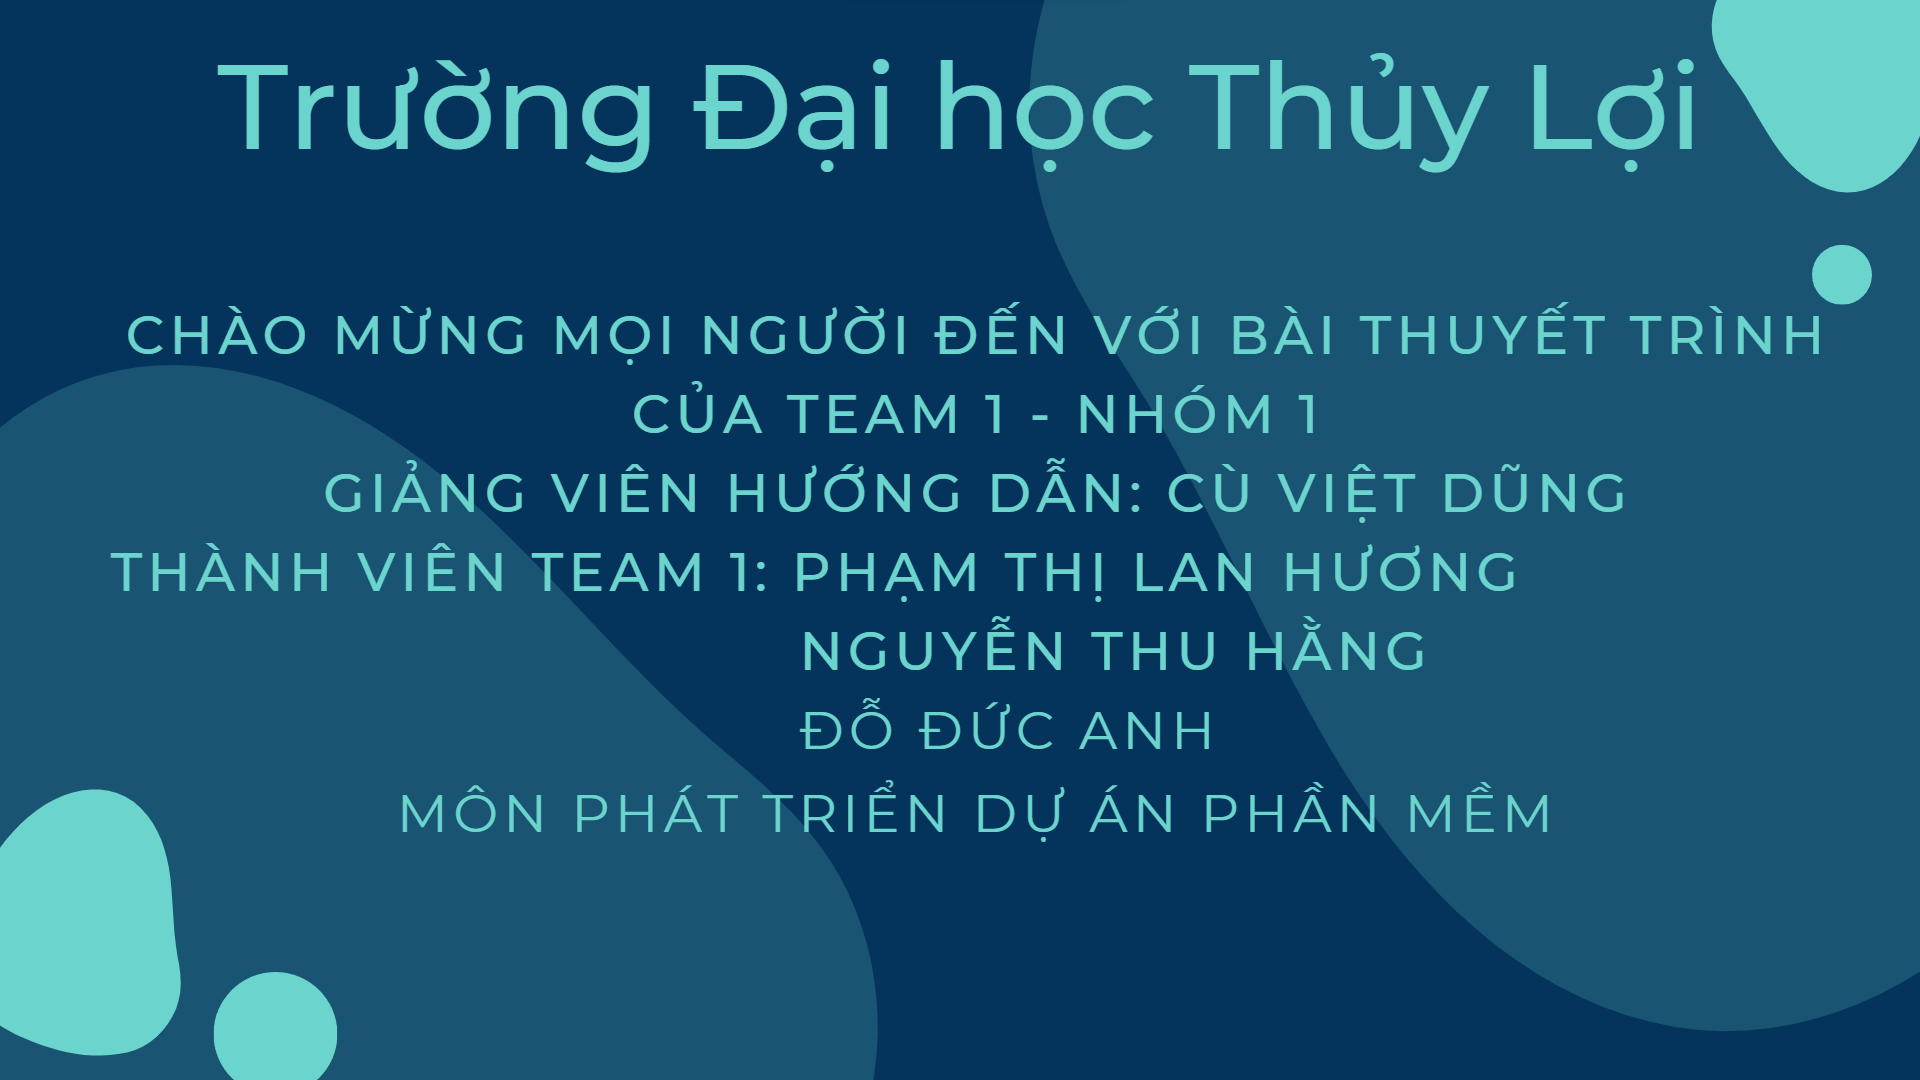 Trường Đại học Thủy Lợi
CHÀO MỪNG MỌI NGƯỜI ĐẾN VỚI BÀI THUYẾT TRÌNH
CỦA TEAM 1 - NHÓM 1
GIẢNG VIÊN HƯỚNG DẪN: CÙ VIỆT DŨNG
THÀNH VIÊN TEAM 1: PHẠM THỊ LAN HƯƠNG
NGUYỄN THU HẰNG
ĐỖ ĐỨC ANH
MÔN PHÁT TRIỂN DỰ ÁN PHẦN MỀM